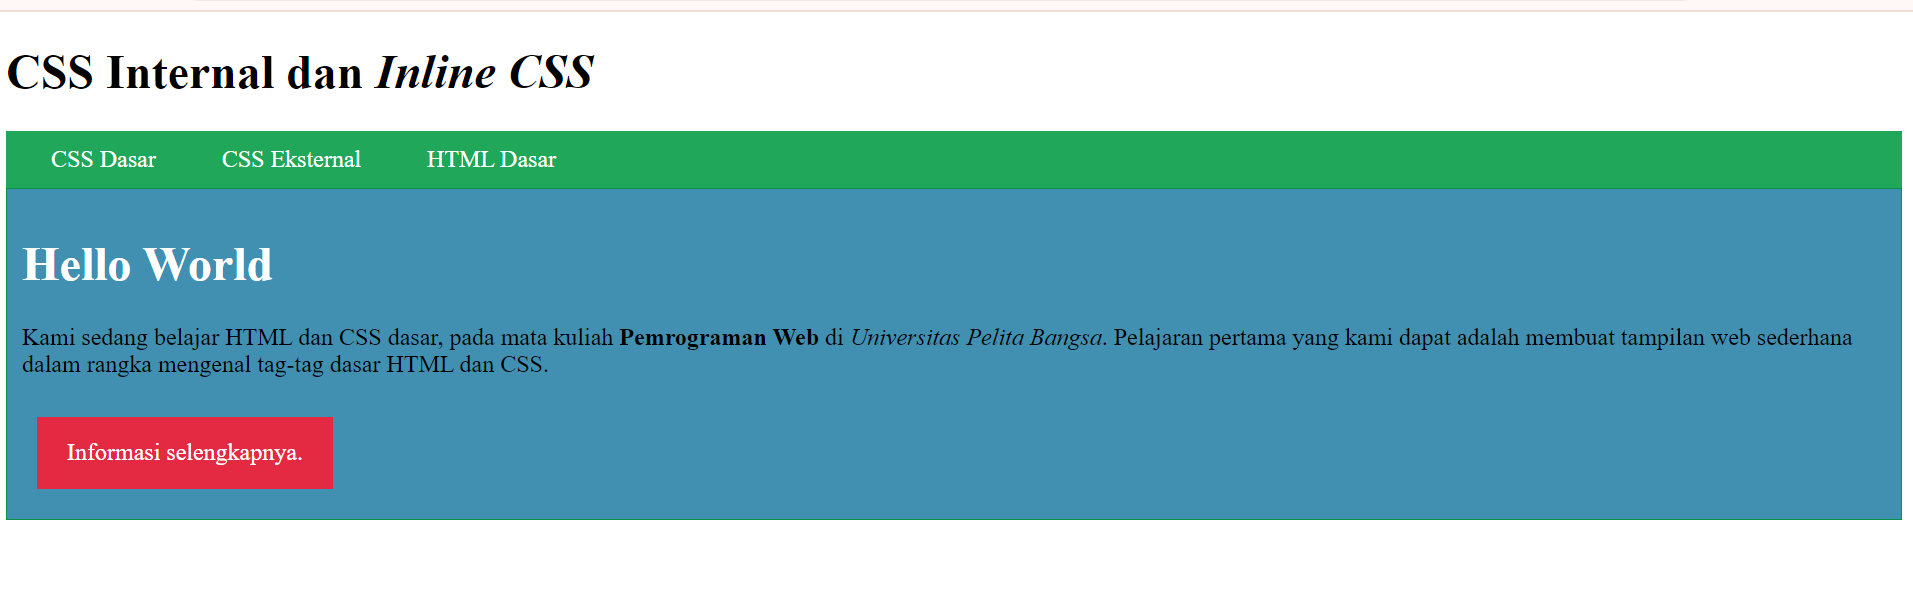 CSS Internal dan Inline CSS
CSS Dasar CSS Eksternal HTML Dasar
Hello World
Kami sedang belajar HTML dan CSS dasar, pada mata kuliah Pemrograman Web di Universitas Pelita Bangsa. Pelajaran pertama yang kami dapat adalah membuat tampilan web sederhana
dalam rangka mengenal tag-tag dasar HTML dan CSS.
Informasi selengkapnya.